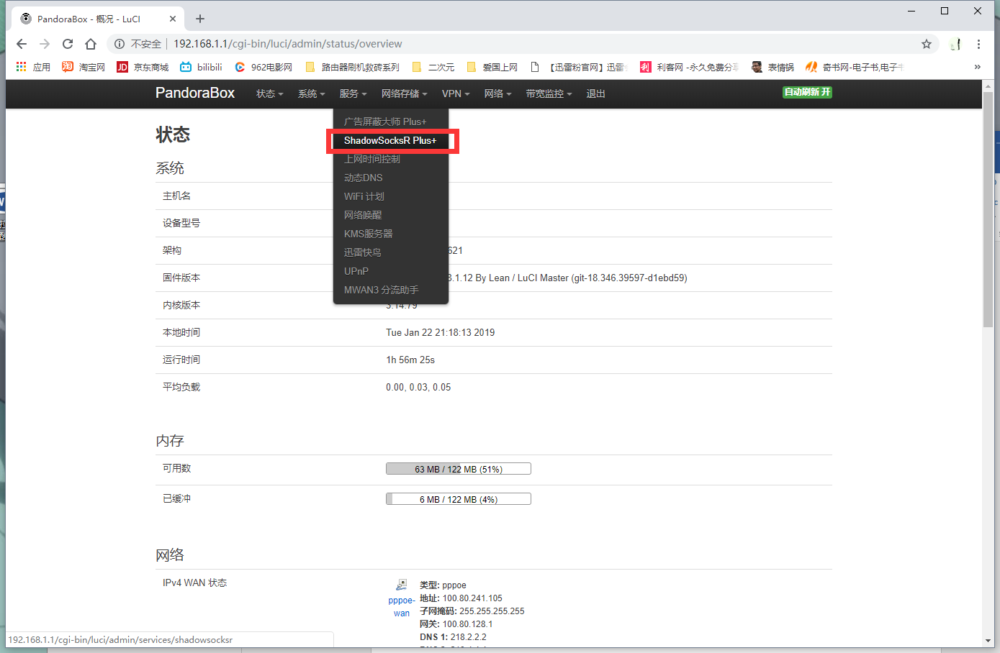 PandoraBox - 概况 - LuCI
不安全 192.168.1.1/cgi-bin/luci/admin/status/overview
应用 淘宝网 JD 京东商城 bilibili 962电影网 路由器刷机救砖系列 二次元 爱国上网 【迅雷粉官网】迅雷 利客网 -永久免费分享 表情锅 奇书网-电子书,电子
PandoraBox 状态 系统 服务 网络存储 VPN 网络 带宽监控 退出 自动刷新 开
广告屏蔽大师 Plus+
ShadowSocksR Plus+
上网时间控制
动态DNS
WiFi 计划
网络唤醒
KMS服务器
迅雷快鸟
UPnP
MWAN3 分流助手
状态
系统
主机名
设备型号
架构 621
固件版本 3.1.12 By Lean / LuCI Master (git-18.346.39597-d1ebd59)
内核版本 3.14.79
本地时间 Tue Jan 22 21:18:13 2019
运行时间 1h 56m 25s
平均负载 0.00, 0.03, 0.05
内存
可用数 63 MB / 122 MB (51%)
已缓冲 6 MB / 122 MB (4%)
网络
IPv4 WAN 状态
pppoe-
wan
类型: pppoe
地址: 100.80.241.105
子网掩码: 255.255.255.255
网关: 100.80.128.1
DNS 1: 218.2.2.2
192.168.1.1/cgi-bin/luci/admin/services/shadowsocksr